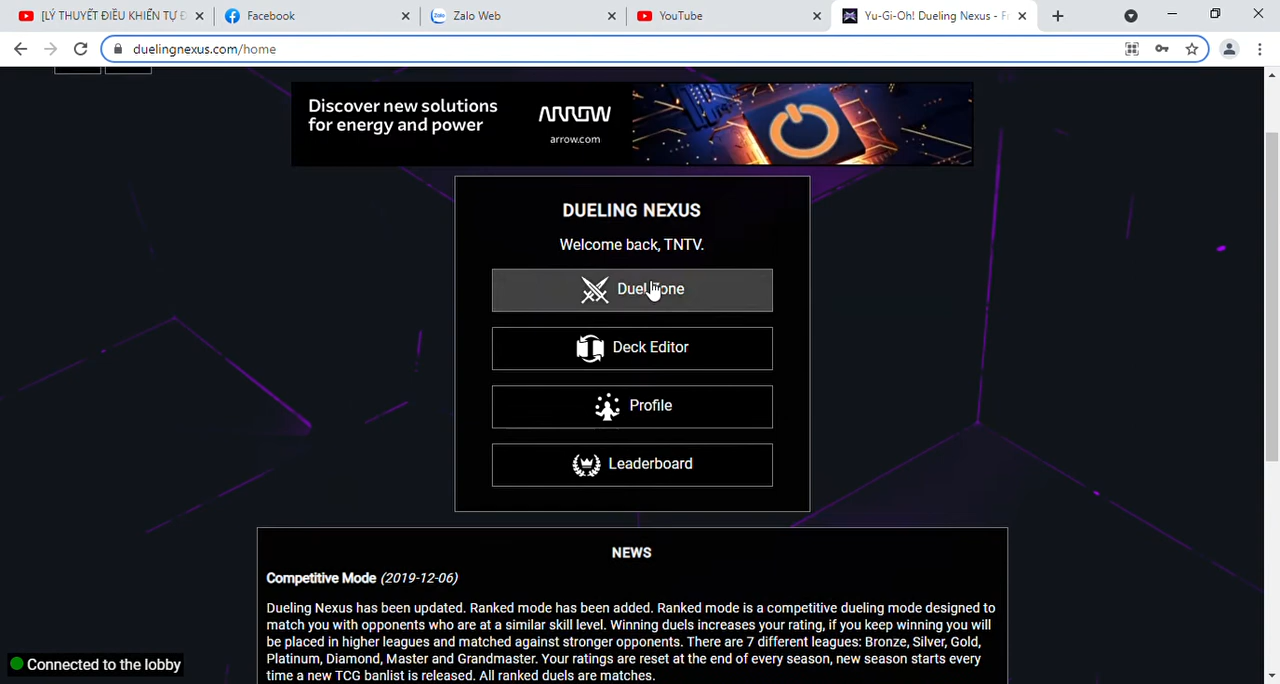 [LÝ THUYẾT ĐIỀU KHIỂN TỰ Đ
Facebook
Zalo Web
YouTube
Yu-Gi-Oh! Dueling Nexus - Fr
duelingnexus.com/home
Discover new solutions
for energy and power
ARROW
arrow.com
DUELING NEXUS
Welcome back, TNTV.
Duel Zone
Deck Editor
Profile
Leaderboard
NEWS
Competitive Mode (2019-12-06)
Dueling Nexus has been updated. Ranked mode has been added. Ranked mode is a competitive dueling mode designed to
match you with opponents who are at a similar skill level. Winning duels increases your rating, if you keep winning you will
be placed in higher leagues and matched against stronger opponents. There are 7 different leagues: Bronze, Silver, Gold,
Platinum, Diamond, Master and Grandmaster. Your ratings are reset at the end of every season, new season starts every
time a new TCG banlist is released. All ranked duels are matches.
Connected to the lobby